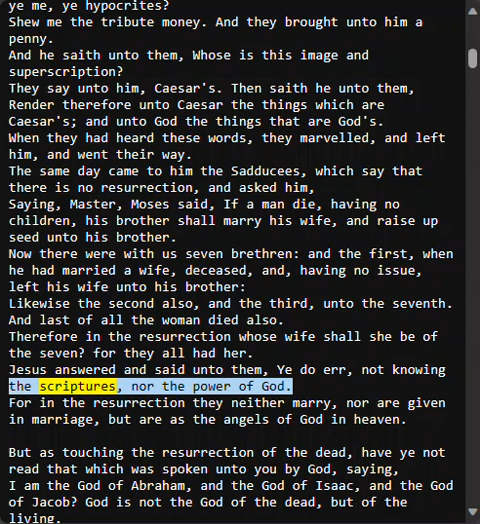 ye me, ye hypocrites?
Shew me the tribute money. And they brought unto him a
penny.
And he saith unto them, Whose is this image and
superscription?
They say unto him, Caesar's. Then saith he unto them,
Render therefore unto Caesar the things which are
Caesar's; and unto God the things that are God's.
When they had heard these words, they marvelled, and left
him, and went their way.
The same day came to him the Sadducees, which say that
there is no resurrection, and asked him,
Saying, Master, Moses said, If a man die, having no
children, his brother shall marry his wife, and raise up
seed unto his brother.
Now there were with us seven brethren: and the first, when
he had married a wife, deceased, and, having no issue,
left his wife unto his brother:
Likewise the second also, and the third, unto the seventh.
And last of all the woman died also.
Therefore in the resurrection whose wife shall she be of
the seven? for they all had her.
Jesus answered and said unto them, Ye do err, not knowing
the scriptures, nor the power of God.
For in the resurrection they neither marry, nor are given
in marriage, but are as the angels of God in heaven.
But as touching the resurrection of the dead, have ye not
read that which was spoken unto you by God, saying,
I am the God of Abraham, and the God of Isaac, and the God
of Jacob? God is not the God of the dead, but of the
living.